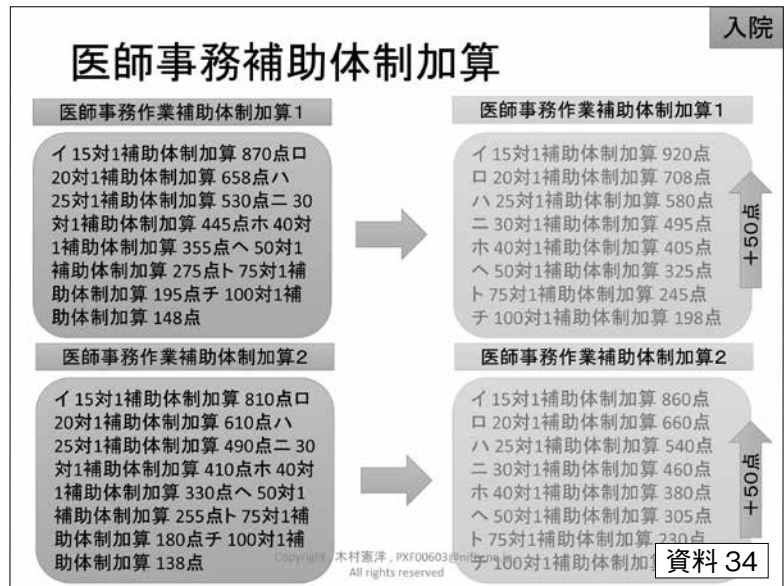 入院
医師事務補助体制加算
医師事務作業補助体制加算1
イ 15対1補助体制加算 870点ロ
20対1補助体制加算 658点ハ
25対1補助体制加算 530点ニ 30
対1補助体制加算 445点ホ 40対
1補助体制加算 355点ヘ 50対1
補助体制加算 275点ト 75対1補
助体制加算 195点チ 100対1補
助体制加算 148点
医師事務作業補助体制加算1
イ 15対1補助体制加算 920点
ロ 20対1補助体制加算 708点
ハ 25対1補助体制加算 580点
ニ 30対1補助体制加算 495点
ホ 40対1補助体制加算 405点
ヘ 50対1補助体制加算 325点
ト 75対1補助体制加算 245点
チ 100対1補助体制加算 198点
+50点
医師事務作業補助体制加算2
イ 15対1補助体制加算 810点ロ
20対1補助体制加算 610点ハ
25対1補助体制加算 490点ニ 30
対1補助体制加算 410点ホ 40対
1補助体制加算 330点ヘ 50対1
補助体制加算 255点ト 75対1補
助体制加算 180点チ 100対1補
助体制加算 138点
医師事務作業補助体制加算2
イ 15対1補助体制加算 860点
ロ 20対1補助体制加算 660点
ハ 25対1補助体制加算 540点
ニ 30対1補助体制加算 460点
ホ 40対1補助体制加算 380点
ヘ 50対1補助体制加算 305点
ト 75対1補助体制加算 230点
チ 100対1補助体制加算
+50点
Copyright , 木村憲洋 ,
All rights reserved
資料 34